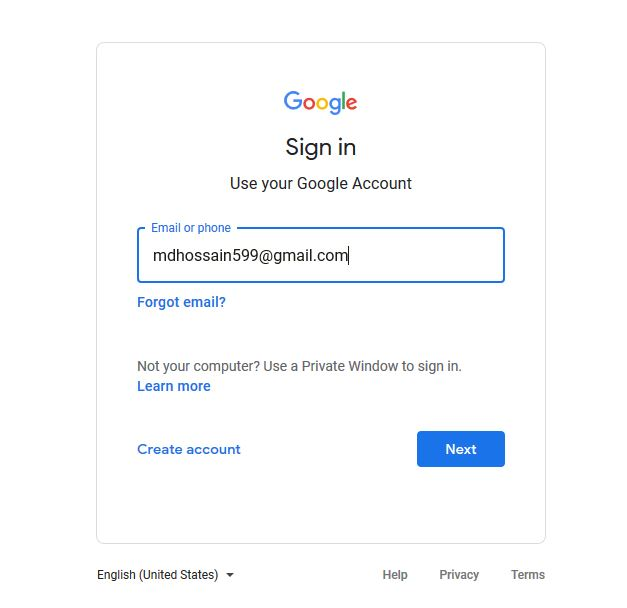 Google
Sign in
Use your Google Account
Email or phone
mdhossain599@gmail.com
Forgot email?
Not your computer? Use a Private Window to sign in.
Learn more
Create account
Next
English (United States)
Help
Privacy
Terms